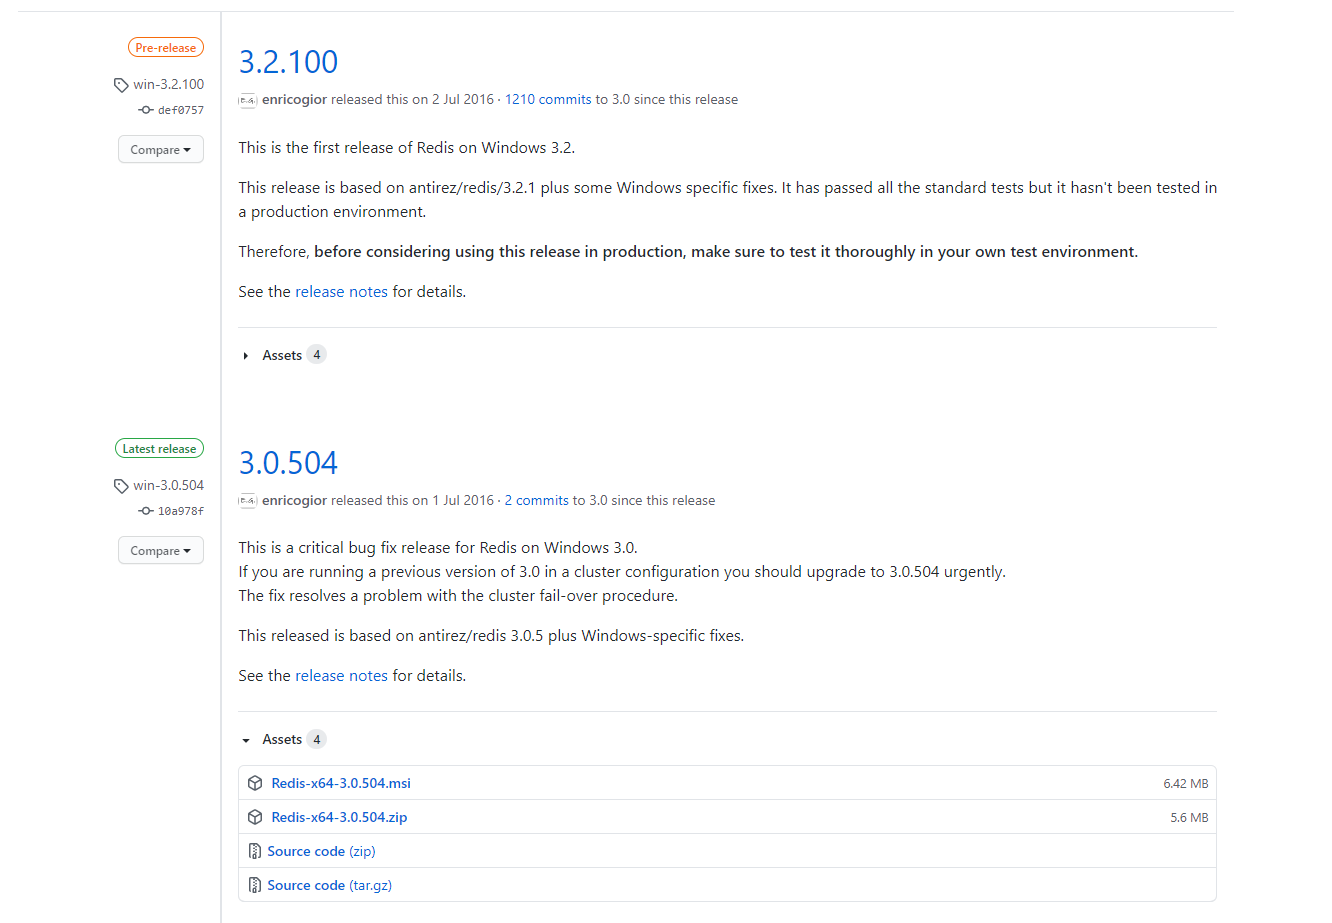 Pre-release
win-3.2.100
def0757
Compare
3.2.100
enricogior released this on 2 Jul 2016 · 1210 commits to 3.0 since this release
This is the first release of Redis on Windows 3.2.
This release is based on antirez/redis/3.2.1 plus some Windows specific fixes. It has passed all the standard tests but it hasn't been tested in
a production environment.
Therefore, before considering using this release in production, make sure to test it thoroughly in your own test environment.
See the release notes for details.
Assets 4
Latest release
win-3.0.504
10a978f
Compare
3.0.504
enricogior released this on 1 Jul 2016 · 2 commits to 3.0 since this release
This is a critical bug fix release for Redis on Windows 3.0.
If you are running a previous version of 3.0 in a cluster configuration you should upgrade to 3.0.504 urgently.
The fix resolves a problem with the cluster fail-over procedure.
This released is based on antirez/redis 3.0.5 plus Windows-specific fixes.
See the release notes for details.
Assets 4
Redis-x64-3.0.504.msi 6.42 MB
Redis-x64-3.0.504.zip 5.6 MB
Source code (zip)
Source code (tar.gz)